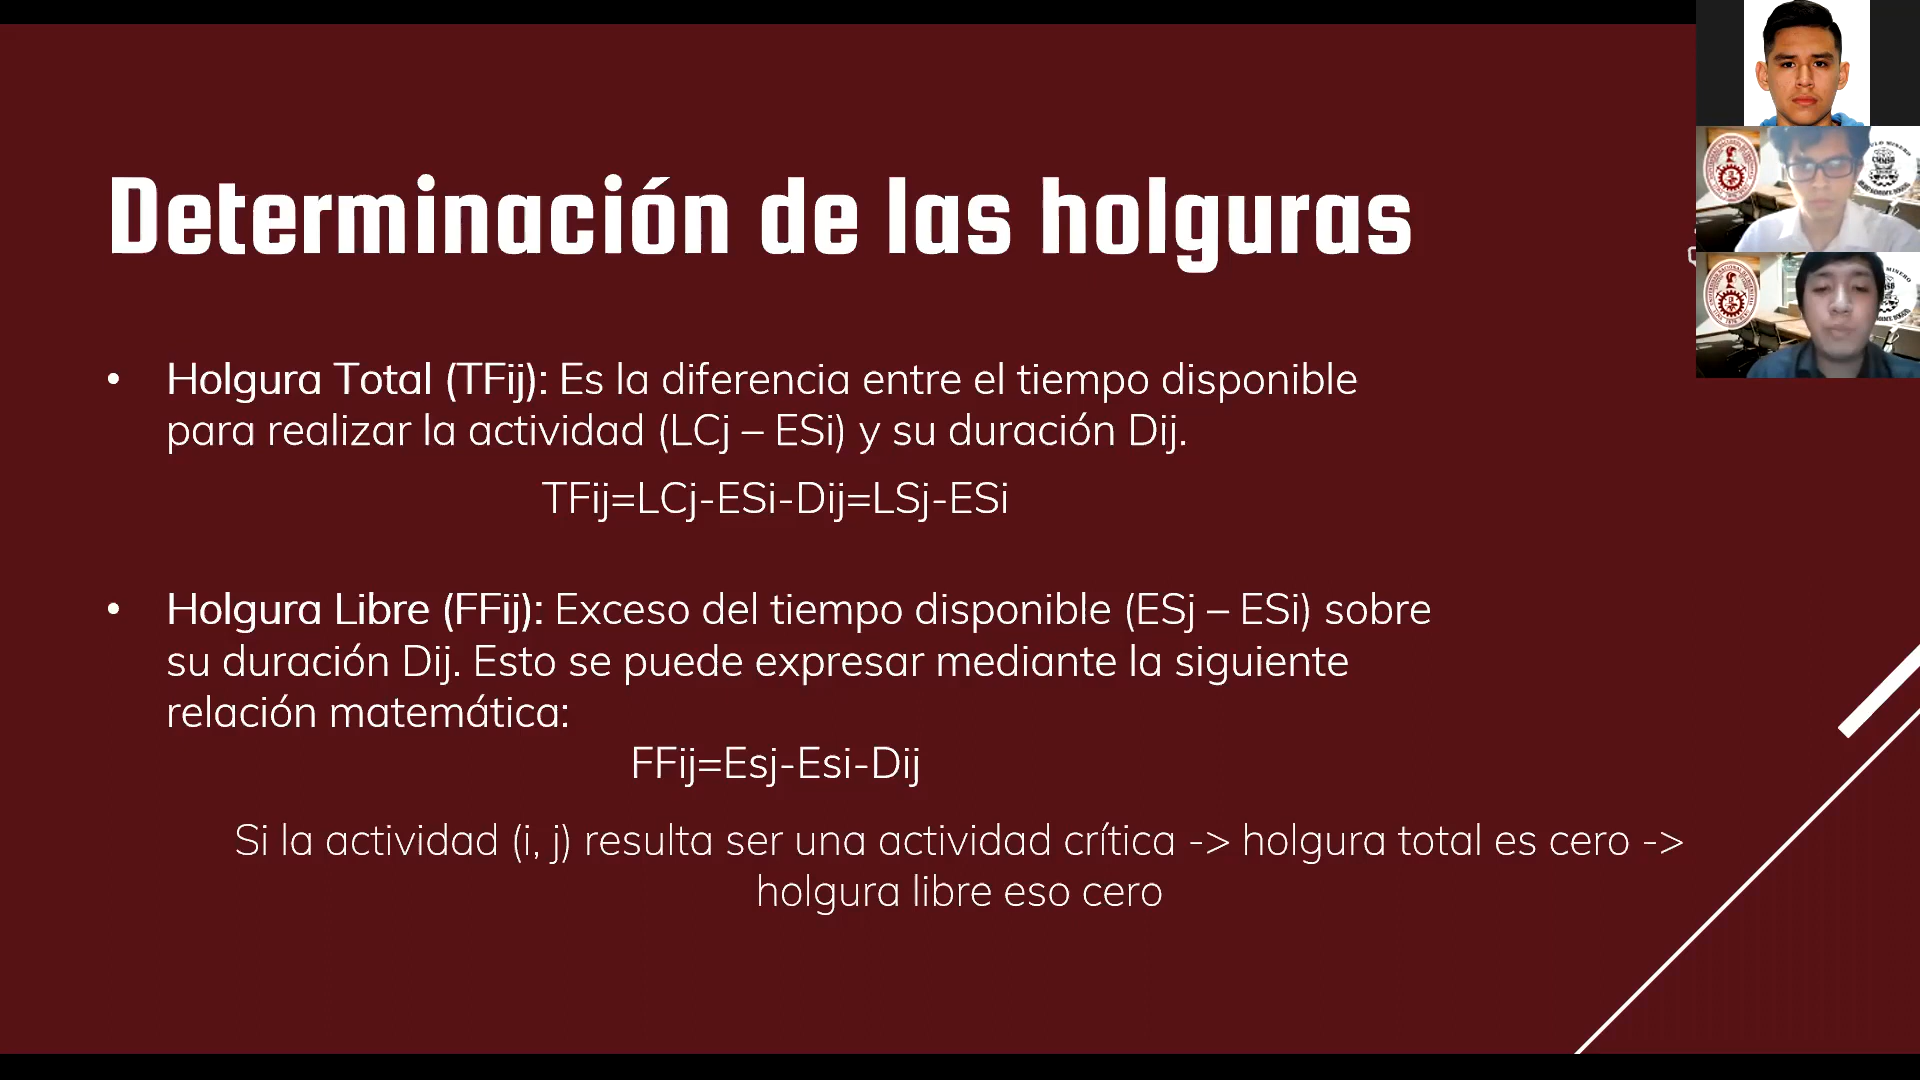 Determinación de las holguras
• Holgura Total (TFij): Es la diferencia entre el tiempo disponible
para realizar la actividad (LCj – ESi) y su duración Dij.
TFij=LCj-ESi-Dij=LSj-ESi
• Holgura Libre (FFij): Exceso del tiempo disponible (ESj – ESi) sobre
su duración Dij. Esto se puede expresar mediante la siguiente
relación matemática:
FFij=Esj-Esi-Dij
Si la actividad (i, j) resulta ser una actividad crítica -> holgura total es cero ->
holgura libre eso cero